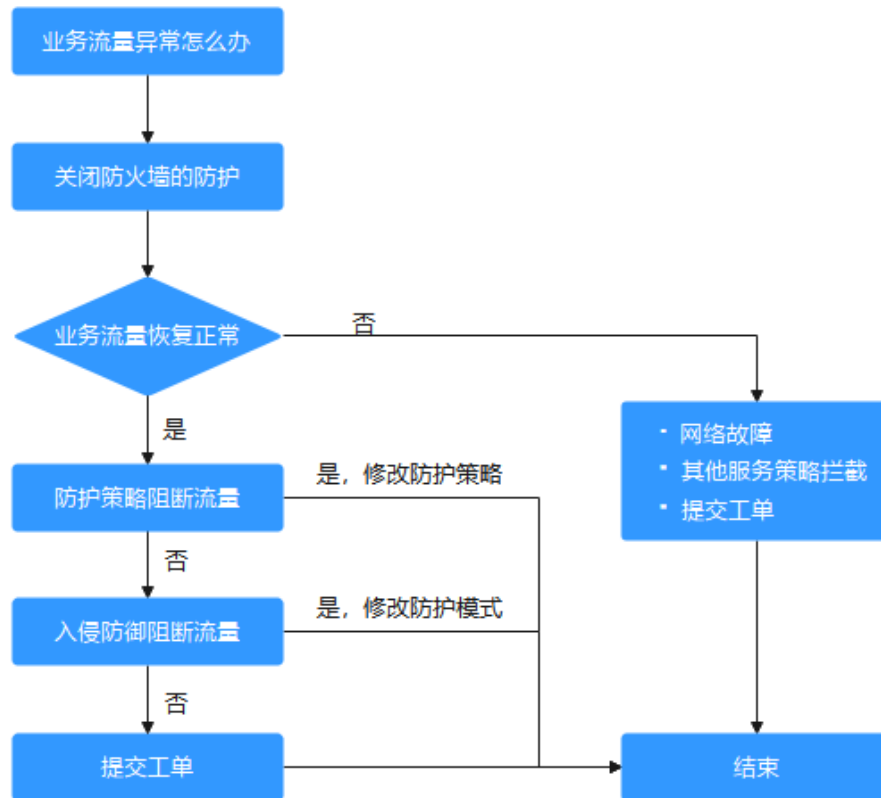 业务流量异常怎么办
关闭防火墙的防护
业务流量恢复正常
否
是
· 网络故障
· 其他服务策略拦截
· 提交工单
防护策略阻断流量
是，修改防护策略
否
入侵防御阻断流量
是，修改防护模式
否
提交工单
结束